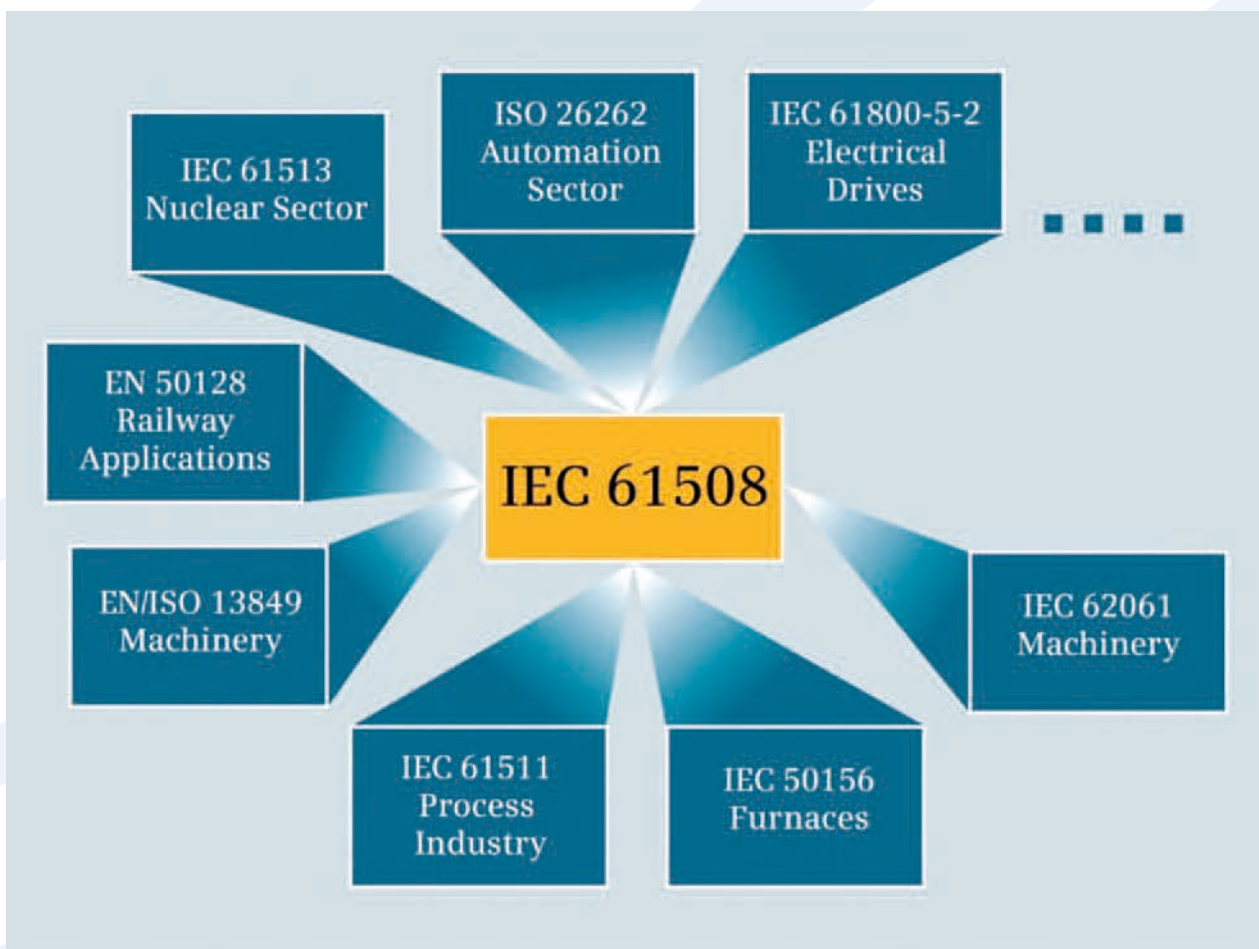 IEC 61513
Nuclear Sector
ISO 26262
Automation
Sector
IEC 61800-5-2
Electrical
Drives
EN 50128
Railway
Applications
IEC 61508
EN/ISO 13849
Machinery
IEC 62061
Machinery
IEC 61511
Process
Industry
IEC 50156
Furnaces